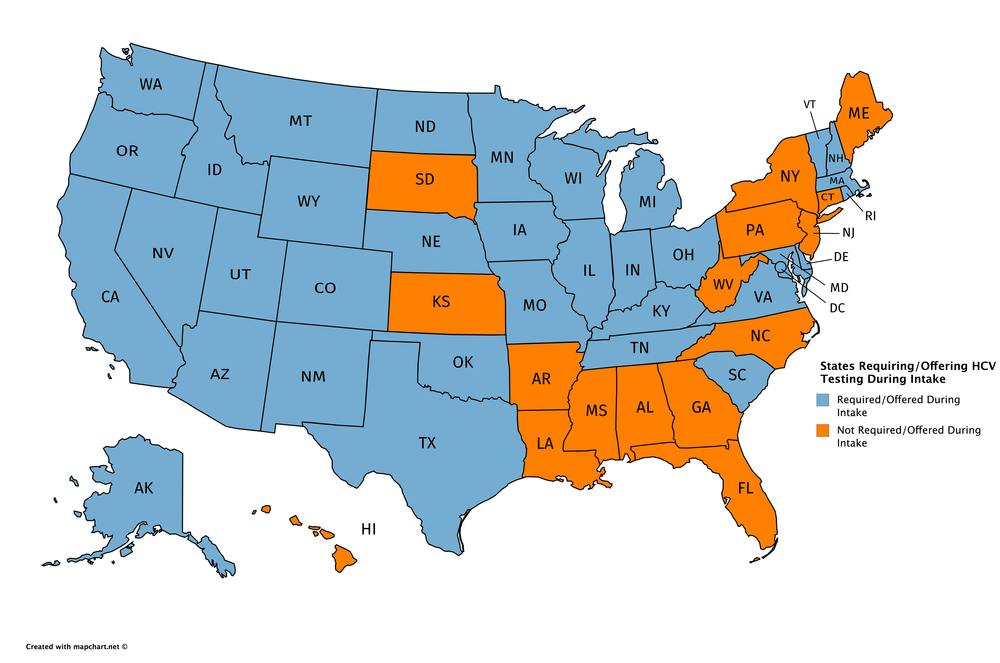 WA
MT
ND
MN
VT
ME
OR
ID
WY
SD
WI
MI
NY
NH
MA
CT
RI
NV
UT
CO
NE
IA
IL
IN
OH
PA
NJ
DE
MD
DC
CA
KS
MO
KY
WV
VA
AZ
NM
OK
AR
TN
NC
SC
TX
LA
MS
AL
GA
FL
AK
HI
States Requiring/Offering HCV
Testing During Intake
Required/Offered During
Intake
Not Required/Offered During
Intake
Created with mapchart.net ©